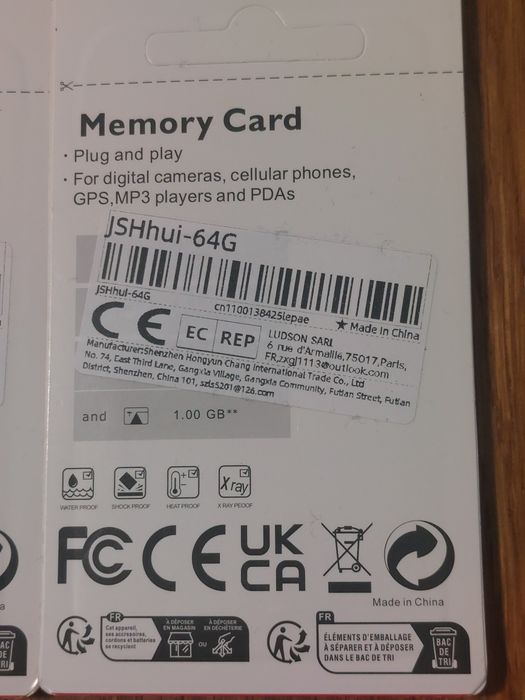 Memory Card
· Plug and play
· For digital cameras, cellular phones,
GPS,MP3 players and PDAs
JSHhui-64G
JSHhui-64G
cn1100138425lepae
★ Made in China
CE EC REP
LUDSON SARL
6 rue d'Armaillé,75017,Paris,
FR,zxgl1113@outlook.com
Manufacturer:Shenzhen Hongyun Chang International Trade Co., Ltd
No. 74, East Third Lane, Gangxia Village, Gangxia Community, Futian Street, Futian
District, Shenzhen, China 101, szds5201@126.com
and 1.00 GB**
X ray
WATER PROOF SHOCK PROOF HEAT PROOF X RAY PEOOF
FC CE UK
CA
Made in China
FR
Cet appareil,
ses accessoires,
cordons et batteries
se recyclent
À DÉPOSER
EN MAGASIN
OU
À DÉPOSER
EN DÉCHÈTERIE
FR
ÉLÉMENTS D'EMBALLAGE
À SÉPARER ET À DÉPOSER
DANS LE BAC DE TRI
BAC
DE
TRI